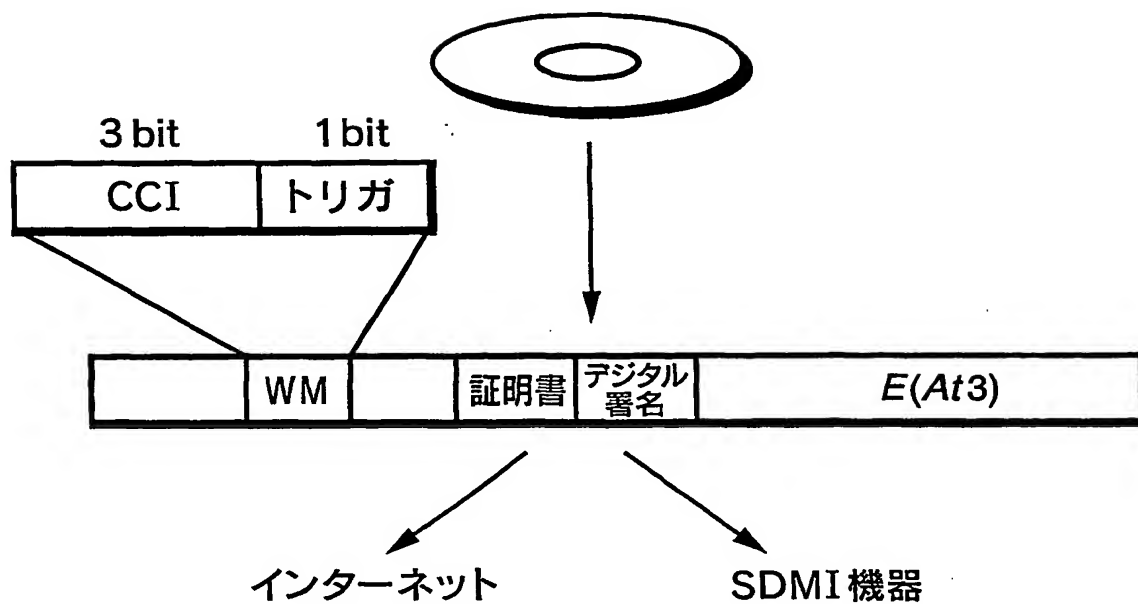 3 bit 1 bit
CCI トリガ
WM 証明書 デジタル
署名 E(At3)
インターネット SDMI機器